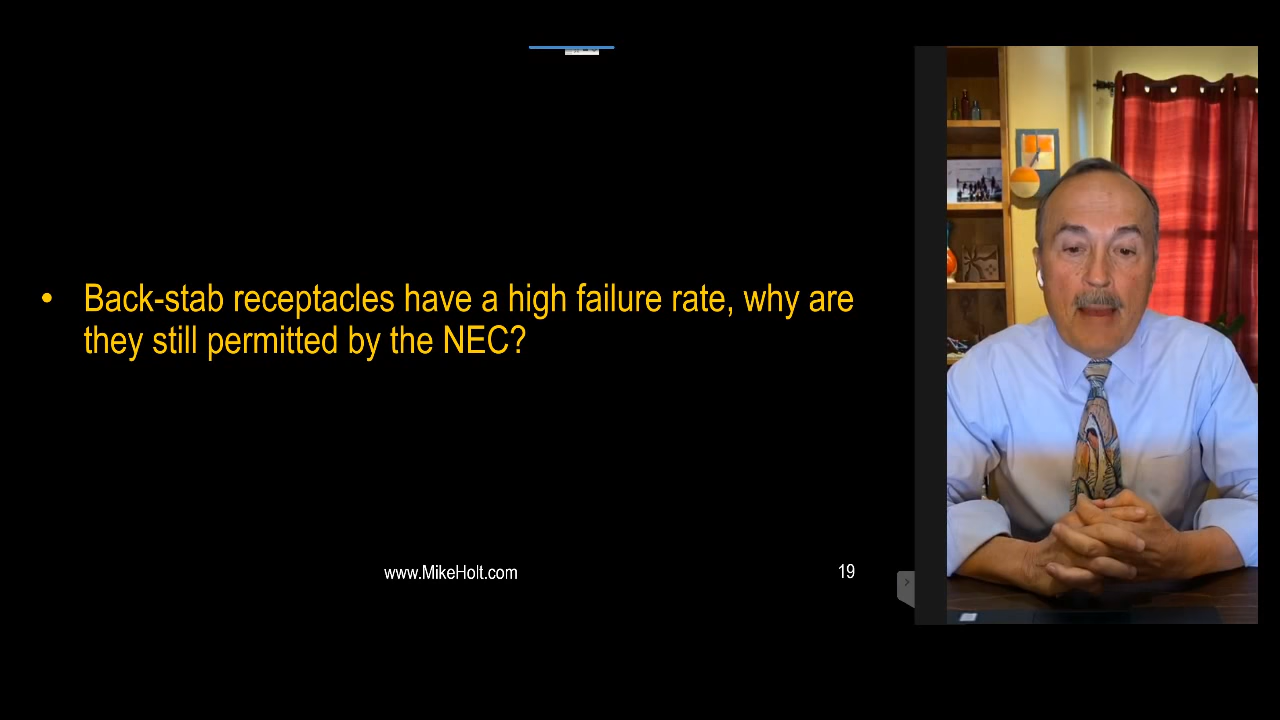 • Back-stab receptacles have a high failure rate, why are
they still permitted by the NEC?
www.MikeHolt.com
19